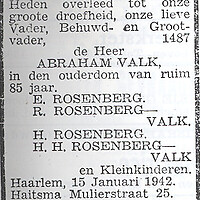 Heden overleed tot onze
groote droefheid, onze lieve
Vader, Behuwd- en Groot-
vader, 1487
de Heer
ABRAHAM VALK,
in den ouderdom van ruim
85 jaar.
E. ROSENBERG.
R. ROSENBERG—
VALK.
H. ROSENBERG.
H. H. ROSENBERG—
VALK
en Kleinkinderen.
Haarlem, 15 Januari 1942.
Haitsma Mulierstraat 25.